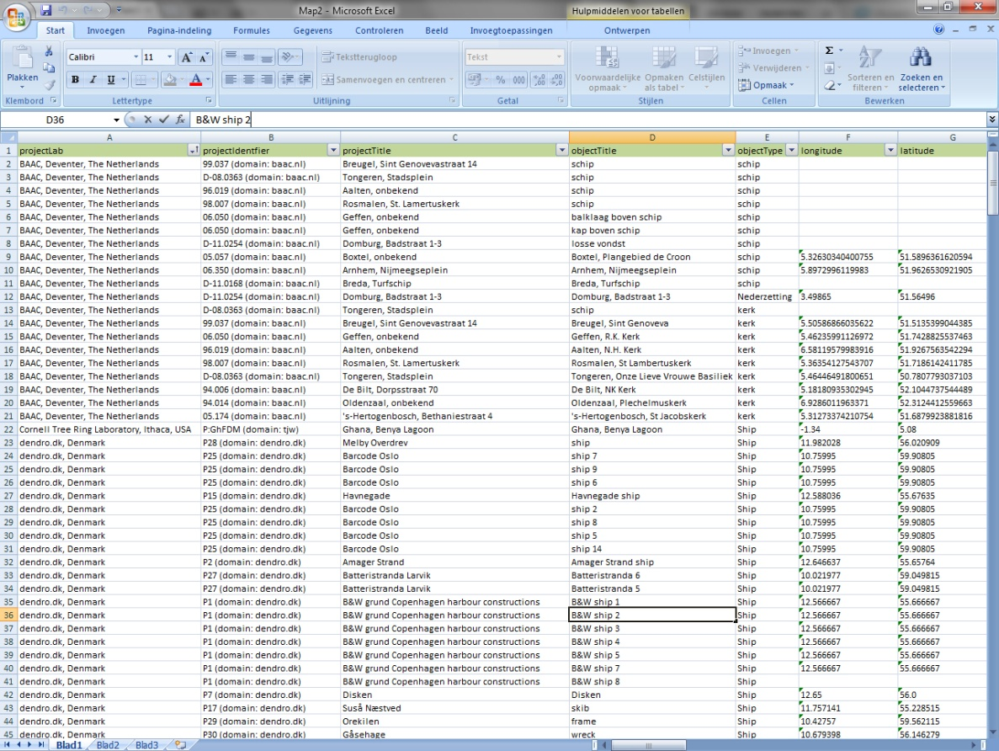 Map2 - Microsoft Excel
Hulpmiddelen voor tabellen
Start Invoegen Pagina-indeling Formules Gegevens Controleren Beeld Invoegtoepassingen Ontwerpen
Plakken Calibri 11 Tekstterugloop Tekst Voorwaardelijke opmaak Opmaken als tabel Celstijlen Invoegen Sorteren en filteren Zoeken en selecteren
B I U Samenvoegen en centreren % 000 Verwijderen
Opmaak
Klembord Lettertype Uitlijning Getal Stijlen Cellen Bewerken
D36 fx B&W ship 2
A B C D E F G
1 projectLab projectIdentfier projectTitle objectTitle objectType longitude latitude
2 BAAC, Deventer, The Netherlands 99.037 (domain: baac.nl) Breugel, Sint Genovevastraat 14 schip schip
3 BAAC, Deventer, The Netherlands D-08.0363 (domain: baac.nl) Tongeren, Stadsplein schip schip
4 BAAC, Deventer, The Netherlands 96.019 (domain: baac.nl) Aalten, onbekend schip schip
5 BAAC, Deventer, The Netherlands 98.007 (domain: baac.nl) Rosmalen, St. Lamertuskerk schip schip
6 BAAC, Deventer, The Netherlands 06.050 (domain: baac.nl) Geffen, onbekend balklaag boven schip schip
7 BAAC, Deventer, The Netherlands 06.050 (domain: baac.nl) Geffen, onbekend kap boven schip schip
8 BAAC, Deventer, The Netherlands D-11.0254 (domain: baac.nl) Domburg, Badstraat 1-3 losse vondst schip
9 BAAC, Deventer, The Netherlands 05.057 (domain: baac.nl) Boxtel, onbekend Boxtel, Plangebied de Croon schip 5.32630340400755 51.5896361620594
10 BAAC, Deventer, The Netherlands 06.350 (domain: baac.nl) Arnhem, Nijmeegseplein Arnhem, Nijmeegseplein schip 5.8972996119983 51.9626530921905
11 BAAC, Deventer, The Netherlands D-11.0168 (domain: baac.nl) Breda, Turfschip Breda, Turfschip schip
12 BAAC, Deventer, The Netherlands D-11.0254 (domain: baac.nl) Domburg, Badstraat 1-3 Domburg, Badstraat 1-3 Nederzetting 3.49865 51.56496
13 BAAC, Deventer, The Netherlands D-08.0363 (domain: baac.nl) Tongeren, Stadsplein schip kerk
14 BAAC, Deventer, The Netherlands 99.037 (domain: baac.nl) Breugel, Sint Genovevastraat 14 Breugel, Sint Genoveva kerk 5.50586866035622 51.5135399044385
15 BAAC, Deventer, The Netherlands 06.050 (domain: baac.nl) Geffen, onbekend Geffen, R.K. Kerk kerk 5.46235991126972 51.7428825537463
16 BAAC, Deventer, The Netherlands 96.019 (domain: baac.nl) Aalten, onbekend Aalten, N.H. Kerk kerk 6.58119579983916 51.9267563542294
17 BAAC, Deventer, The Netherlands 98.007 (domain: baac.nl) Rosmalen, St. Lamertuskerk Rosmalen, St Lambertuskerk kerk 5.36354127543707 51.7186142411785
18 BAAC, Deventer, The Netherlands D-08.0363 (domain: baac.nl) Tongeren, Stadsplein Tongeren, Onze Lieve Vrouwe Basiliek kerk 5.46446491800651 50.7807793037103
19 BAAC, Deventer, The Netherlands 94.006 (domain: baac.nl) De Bilt, Dorpsstraat 70 De Bilt, NK Kerk kerk 5.18180935302945 52.1044737544489
20 BAAC, Deventer, The Netherlands 94.014 (domain: baac.nl) Oldenzaal, onbekend Oldenzaal, Plechelmuskerk kerk 6.9286011963371 52.3124412559663
21 BAAC, Deventer, The Netherlands 05.174 (domain: baac.nl) 's-Hertogenbosch, Bethaniestraat 4 's-Hertogenbosch, St Jacobskerk kerk 5.31273374210754 51.6879923881816
22 Cornell Tree Ring Laboratory, Ithaca, USA P:GhFDM (domain: tjw) Ghana, Benya Lagoon Ghana, Benya Lagoon Ship -1.34 5.08
23 dendro.dk, Denmark P28 (domain: dendro.dk) Melby Overdrev ship Ship 11.982028 56.020909
24 dendro.dk, Denmark P25 (domain: dendro.dk) Barcode Oslo ship 7 Ship 10.75995 59.90805
25 dendro.dk, Denmark P25 (domain: dendro.dk) Barcode Oslo ship 9 Ship 10.75995 59.90805
26 dendro.dk, Denmark P25 (domain: dendro.dk) Barcode Oslo ship 6 Ship 10.75995 59.90805
27 dendro.dk, Denmark P15 (domain: dendro.dk) Havnegade Havnegade ship Ship 12.588036 55.67635
28 dendro.dk, Denmark P25 (domain: dendro.dk) Barcode Oslo ship 2 Ship 10.75995 59.90805
29 dendro.dk, Denmark P25 (domain: dendro.dk) Barcode Oslo ship 8 Ship 10.75995 59.90805
30 dendro.dk, Denmark P25 (domain: dendro.dk) Barcode Oslo ship 5 Ship 10.75995 59.90805
31 dendro.dk, Denmark P25 (domain: dendro.dk) Barcode Oslo ship 14 Ship 10.75995 59.90805
32 dendro.dk, Denmark P2 (domain: dendro.dk) Amager Strand Amager Strand ship Ship 12.646637 55.65764
33 dendro.dk, Denmark P27 (domain: dendro.dk) Batteristranda Larvik Batteristranda 6 Ship 10.021977 59.049815
34 dendro.dk, Denmark P27 (domain: dendro.dk) Batteristranda Larvik Batteristranda 5 Ship 10.021977 59.049815
35 dendro.dk, Denmark P1 (domain: dendro.dk) B&W grund Copenhagen harbour constructions B&W ship 1 Ship 12.566667 55.666667
36 dendro.dk, Denmark P1 (domain: dendro.dk) B&W grund Copenhagen harbour constructions B&W ship 2 Ship 12.566667 55.666667
37 dendro.dk, Denmark P1 (domain: dendro.dk) B&W grund Copenhagen harbour constructions B&W ship 3 Ship 12.566667 55.666667
38 dendro.dk, Denmark P1 (domain: dendro.dk) B&W grund Copenhagen harbour constructions B&W ship 4 Ship 12.566667 55.666667
39 dendro.dk, Denmark P1 (domain: dendro.dk) B&W grund Copenhagen harbour constructions B&W ship 5 Ship 12.566667 55.666667
40 dendro.dk, Denmark P1 (domain: dendro.dk) B&W grund Copenhagen harbour constructions B&W ship 7 Ship 12.566667 55.666667
41 dendro.dk, Denmark P1 (domain: dendro.dk) B&W grund Copenhagen harbour constructions B&W ship 8 Ship
42 dendro.dk, Denmark P7 (domain: dendro.dk) Disken Disken Ship 12.65 56.0
43 dendro.dk, Denmark P17 (domain: dendro.dk) Suså Næstved skib Ship 11.757141 55.228515
44 dendro.dk, Denmark P29 (domain: dendro.dk) Orekilen frame Ship 10.42757 59.562115
45 dendro.dk, Denmark P30 (domain: dendro.dk) Gåsehage wreck Ship 10.679398 56.146279
Blad1 Blad2 Blad3